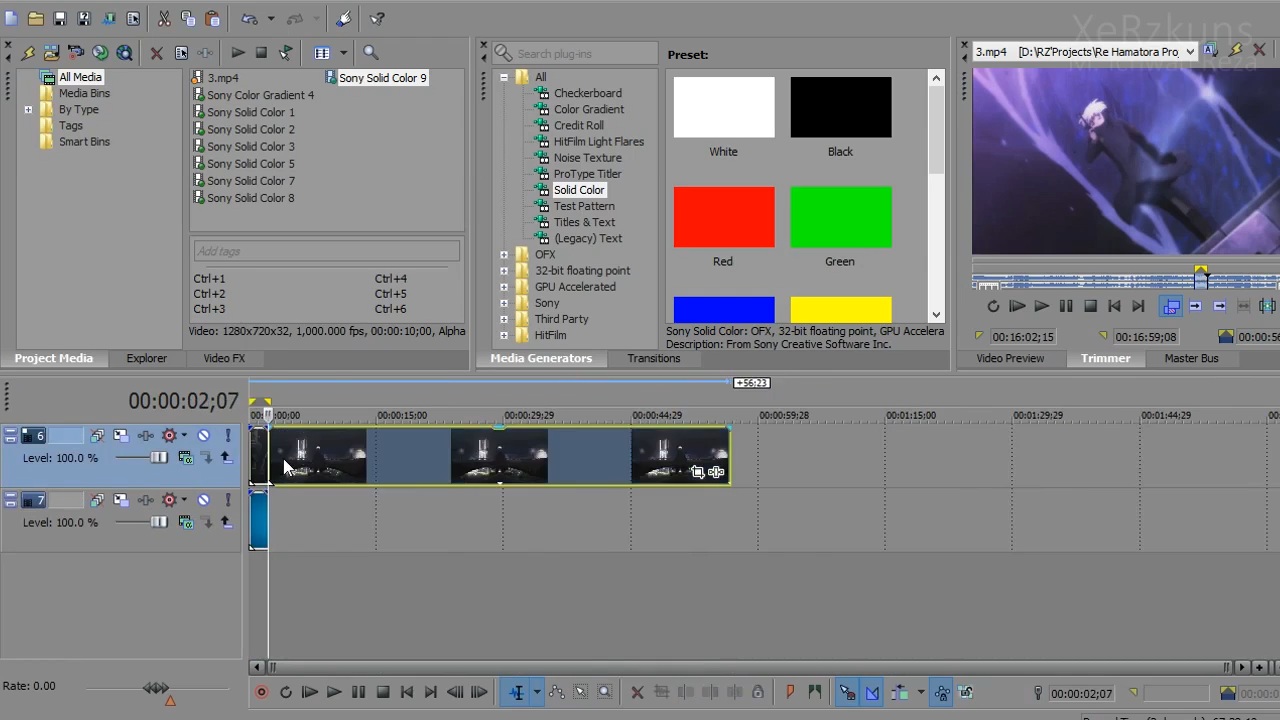 XeRzkuns
3.mp4 [D:\RZ'Projects\Re Hamatora Proj
All Media
Media Bins
By Type
Tags
Smart Bins
3.mp4
Sony Color Gradient 4
Sony Solid Color 1
Sony Solid Color 2
Sony Solid Color 3
Sony Solid Color 5
Sony Solid Color 7
Sony Solid Color 8
Sony Solid Color 9
Add tags
Ctrl+1 Ctrl+4
Ctrl+2 Ctrl+5
Ctrl+3 Ctrl+6
Video: 1280x720x32, 1,000.000 fps, 00:00:10;00, Alpha
Project Media Explorer Video FX
Search plug-ins
All
Checkerboard
Color Gradient
Credit Roll
HitFilm Light Flares
Noise Texture
ProType Titler
Solid Color
Test Pattern
Titles & Text
(Legacy) Text
OFX
32-bit floating point
GPU Accelerated
Sony
Third Party
HitFilm
Preset:
White Black
Red Green
Sony Solid Color: OFX, 32-bit floating point, GPU Accelera
Description: From Sony Creative Software Inc.
Media Generators Transitions
00:16:02;15 00:16:59;08 00:00:56
Video Preview Trimmer Master Bus
00:00:02;07
+56;23
00:00:15;00 00:00:29;29 00:00:44;29 00:00:59;28 00:01:15;00 00:01:29;29 00:01:44;29
6
Level: 100.0 %
7
Level: 100.0 %
Rate: 0.00
00:00:02;07